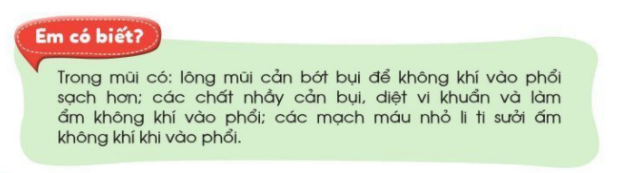 Em có biết?
Trong mũi có: lông mũi cản bớt bụi để không khí vào phổi
sạch hơn; các chất nhầy cản bụi, diệt vi khuẩn và làm
ẩm không khí vào phổi; các mạch máu nhỏ li ti sưởi ấm
không khí khi vào phổi.